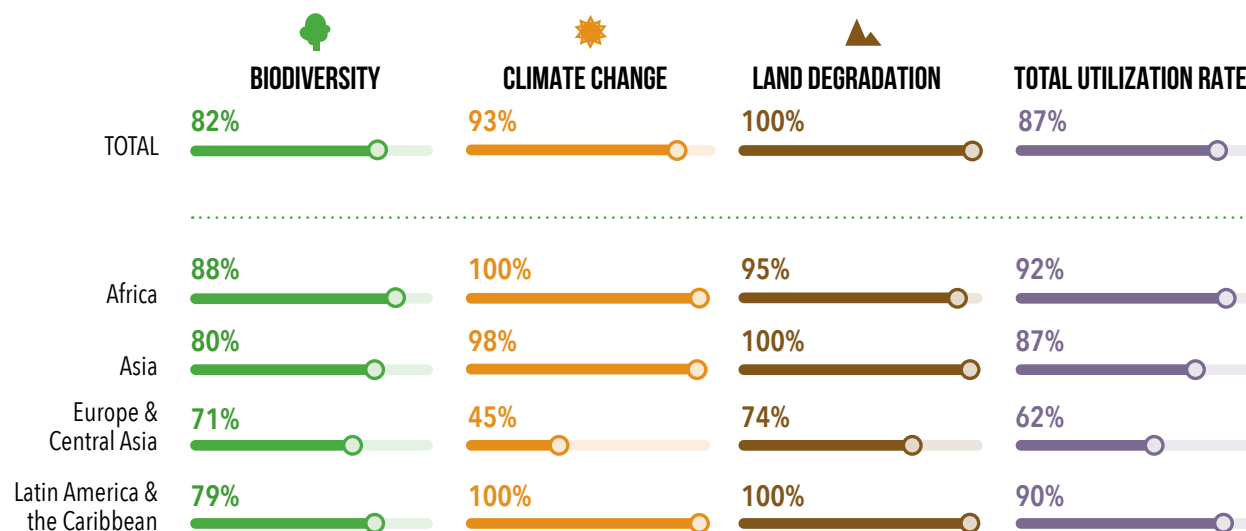 BIODIVERSITY CLIMATE CHANGE LAND DEGRADATION TOTAL UTILIZATION RATE
82% 93% 100% 87%
TOTAL
88% 100% 95% 92%
Africa
80% 98% 100% 87%
Asia
71% 45% 74% 62%
Europe &
Central Asia
79% 100% 100% 90%
Latin America &
the Caribbean